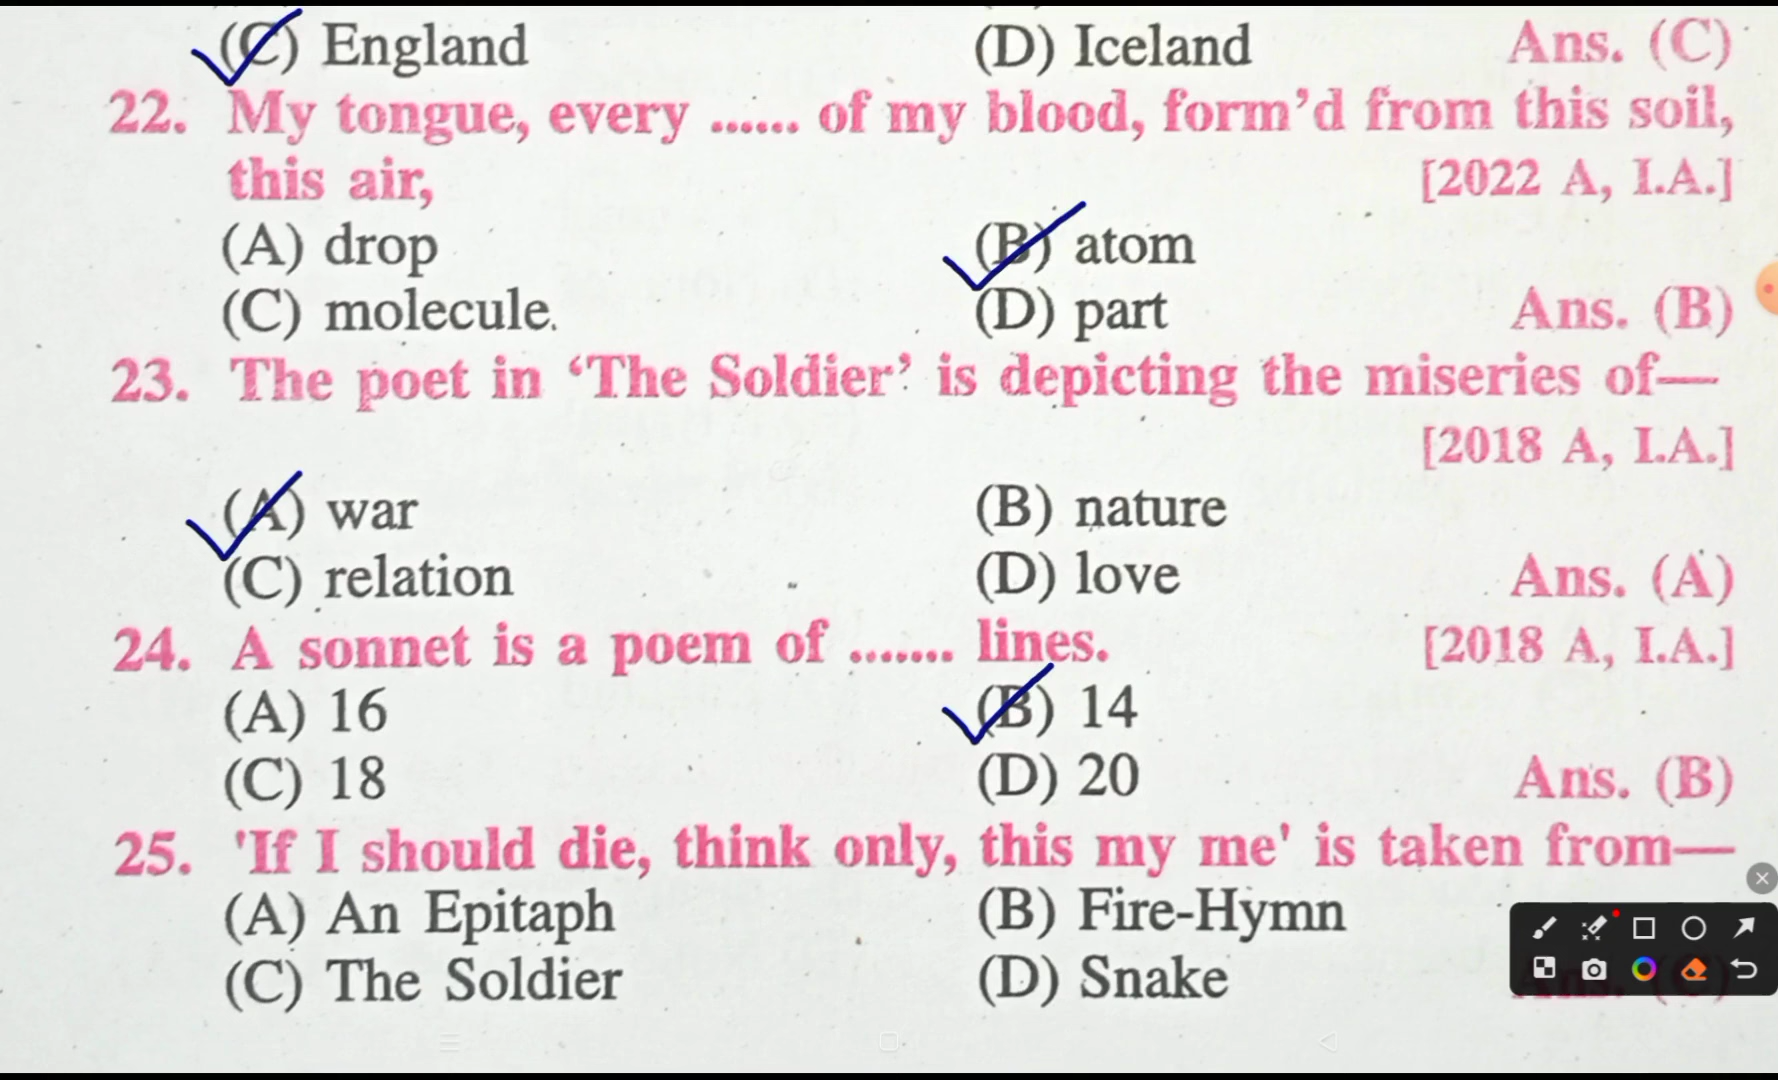 (C) England (D) Iceland Ans. (C)
22. My tongue, every ...... of my blood, form'd from this soil,
this air, [2022 A, I.A.]
(A) drop (B) atom
(C) molecule. (D) part Ans. (B)
23. The poet in 'The Soldier' is depicting the miseries of—
[2018 A, I.A.]
(A) war (B) nature
(C) relation (D) love Ans. (A)
24. A sonnet is a poem of ....... lines. [2018 A, I.A.]
(A) 16 (B) 14
(C) 18 (D) 20 Ans. (B)
25. 'If I should die, think only, this my me' is taken from—
(A) An Epitaph (B) Fire-Hymn
(C) The Soldier (D) Snake Ans. (C)